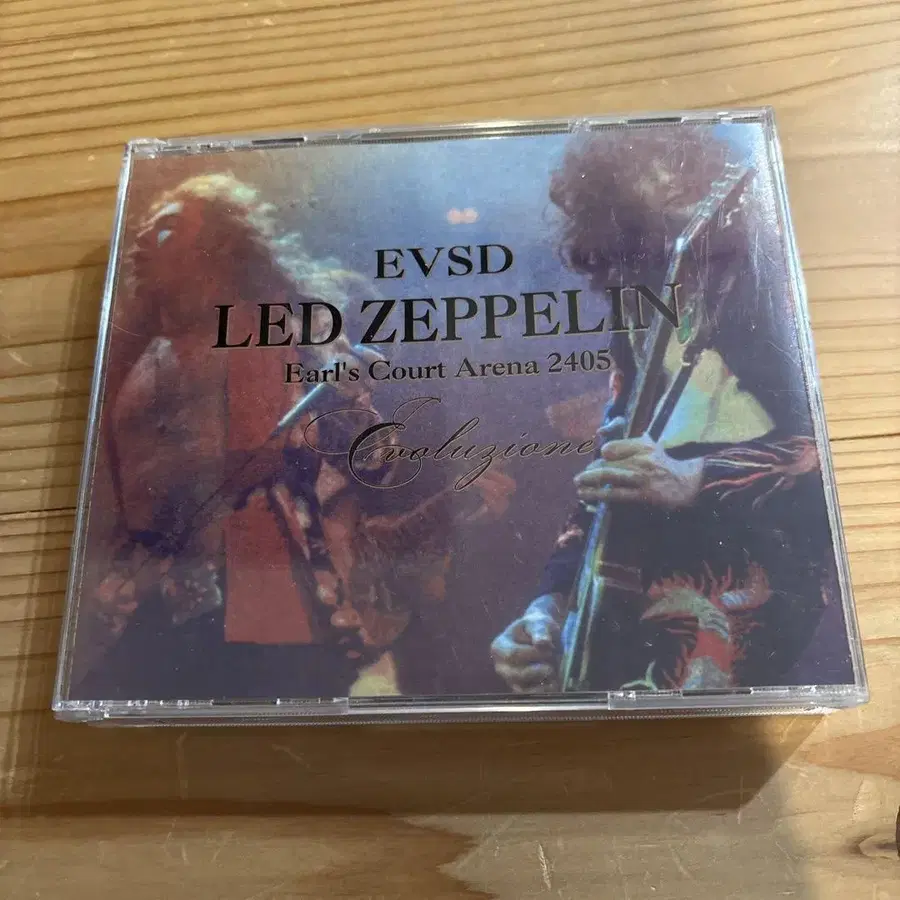 EVSD
LED ZEPPELIN
Earl's Court Arena 2405
Evoluzione